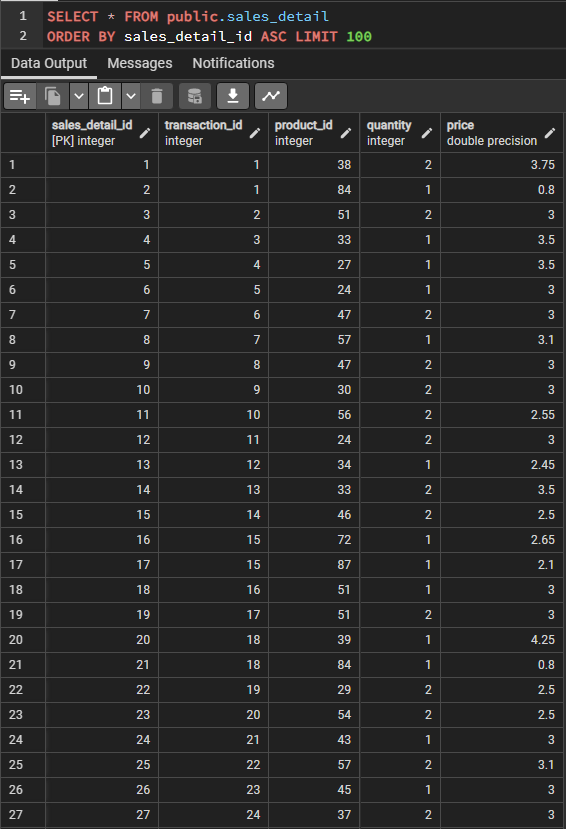 1 SELECT * FROM public.sales_detail
2 ORDER BY sales_detail_id ASC LIMIT 100
Data Output Messages Notifications
sales_detail_id transaction_id product_id quantity price
[PK] integer integer integer integer double precision
1 1 1 38 2 3.75
2 2 1 84 1 0.8
3 3 2 51 2 3
4 4 3 33 1 3.5
5 5 4 27 1 3.5
6 6 5 24 1 3
7 7 6 47 2 3
8 8 7 57 1 3.1
9 9 8 47 2 3
10 10 9 30 2 3
11 11 10 56 2 2.55
12 12 11 24 2 3
13 13 12 34 1 2.45
14 14 13 33 2 3.5
15 15 14 46 2 2.5
16 16 15 72 1 2.65
17 17 15 87 1 2.1
18 18 16 51 1 3
19 19 17 51 2 3
20 20 18 39 1 4.25
21 21 18 84 1 0.8
22 22 19 29 2 2.5
23 23 20 54 2 2.5
24 24 21 43 1 3
25 25 22 57 2 3.1
26 26 23 45 1 3
27 27 24 37 2 3